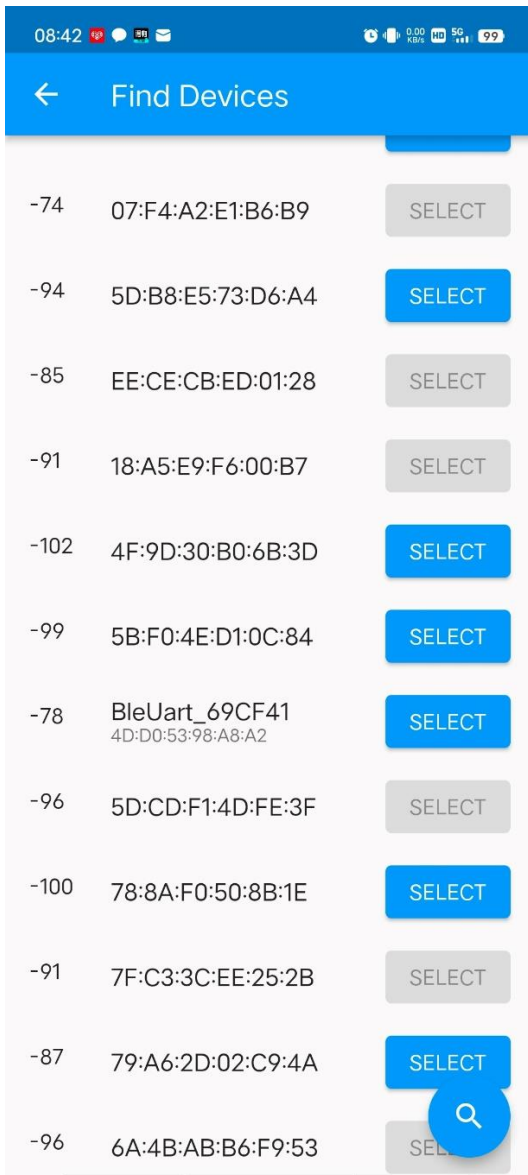 08:42
0.00
KB/s
HD
5G
99
Find Devices
-74
07:F4:A2:E1:B6:B9
SELECT
-94
5D:B8:E5:73:D6:A4
SELECT
-85
EE:CE:CB:ED:01:28
SELECT
-91
18:A5:E9:F6:00:B7
SELECT
-102
4F:9D:30:B0:6B:3D
SELECT
-99
5B:F0:4E:D1:0C:84
SELECT
-78
BleUart_69CF41
4D:D0:53:98:A8:A2
SELECT
-96
5D:CD:F1:4D:FE:3F
SELECT
-100
78:8A:F0:50:8B:1E
SELECT
-91
7F:C3:3C:EE:25:2B
SELECT
-87
79:A6:2D:02:C9:4A
SELECT
-96
6A:4B:AB:B6:F9:53